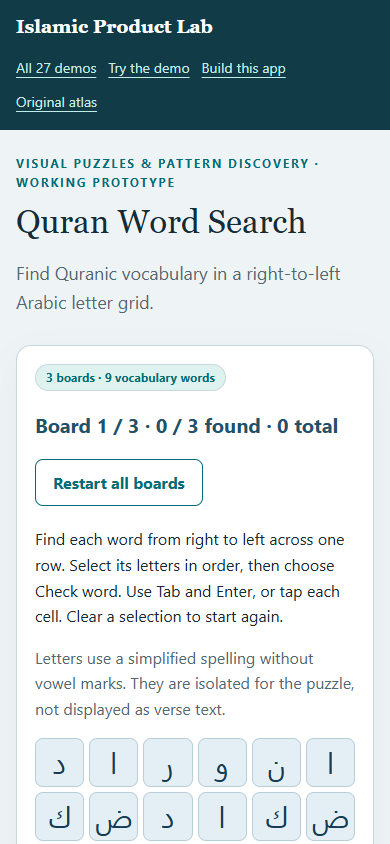 Islamic Product Lab
All 27 demos Try the demo Build this app
Original atlas
VISUAL PUZZLES & PATTERN DISCOVERY ·
WORKING PROTOTYPE
Quran Word Search
Find Quranic vocabulary in a right-to-left
Arabic letter grid.
3 boards · 9 vocabulary words
Board 1 / 3 · 0 / 3 found · 0 total
Restart all boards
Find each word from right to left across one
row. Select its letters in order, then choose
Check word. Use Tab and Enter, or tap each
cell. Clear a selection to start again.
Letters use a simplified spelling without
vowel marks. They are isolated for the puzzle,
not displayed as verse text.
ا ن و ر ا د
ض ك ا د ض ك